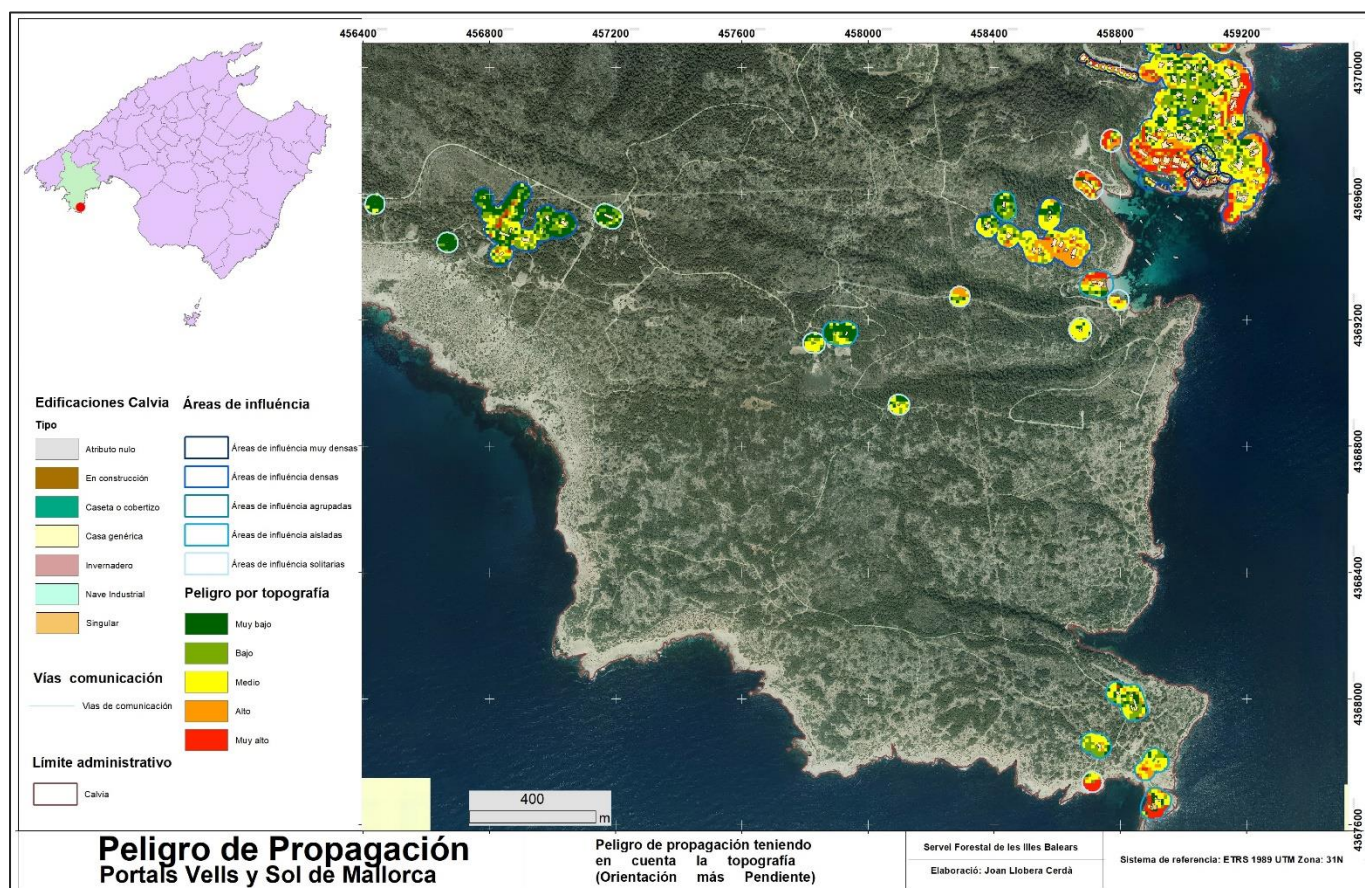 456400 456800 457200 457600 458000 458400 458800 459200
4370000
4369600
4369200
4368800
4368400
4368000
4367600
Edificaciones Calvia
Tipo
Atributo nulo
En construcción
Caseta o cobertizo
Casa genérica
Invernadero
Nave Industrial
Singular
Vías comunicación
Vias de comunicación
Límite administrativo
Calvia
Áreas de influéncia
Áreas de influéncia muy densas
Áreas de influéncia densas
Áreas de influéncia agrupadas
Áreas de influéncia aisladas
Áreas de influéncia solitarias
Peligro por topografía
Muy bajo
Bajo
Medio
Alto
Muy alto
400
m
Peligro de Propagación
Portals Vells y Sol de Mallorca
Peligro de propagación teniendo
en cuenta la topografía
(Orientación más Pendiente)
Servei Forestal de les Illes Balears
Elaboració: Joan Llobera Cerdà
Sistema de referencia: ETRS 1989 UTM Zona: 31N